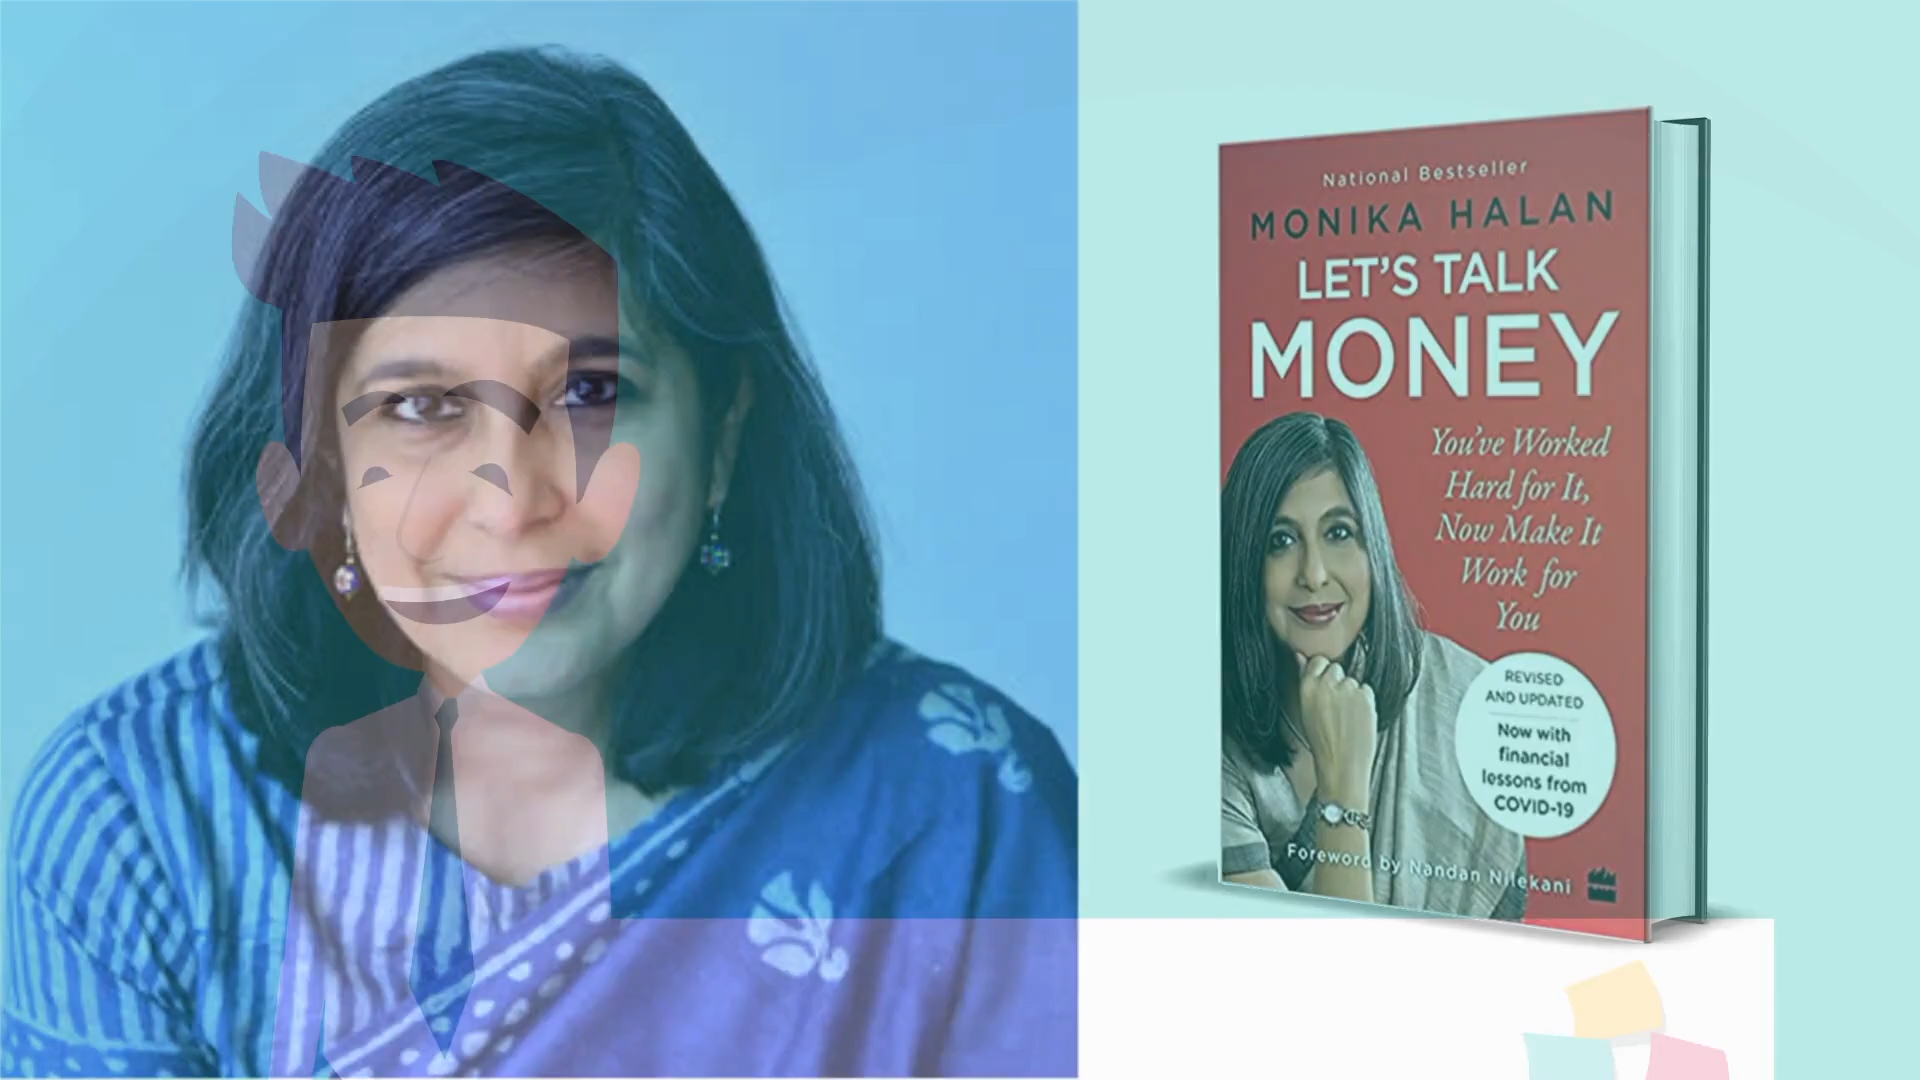 National Bestseller
MONIKA HALAN
LET'S TALK
MONEY
You've Worked
Hard for It,
Now Make It
Work for
You
REVISED
AND UPDATED
Now with
financial
lessons from
COVID-19
Foreword by Nandan Nilekani